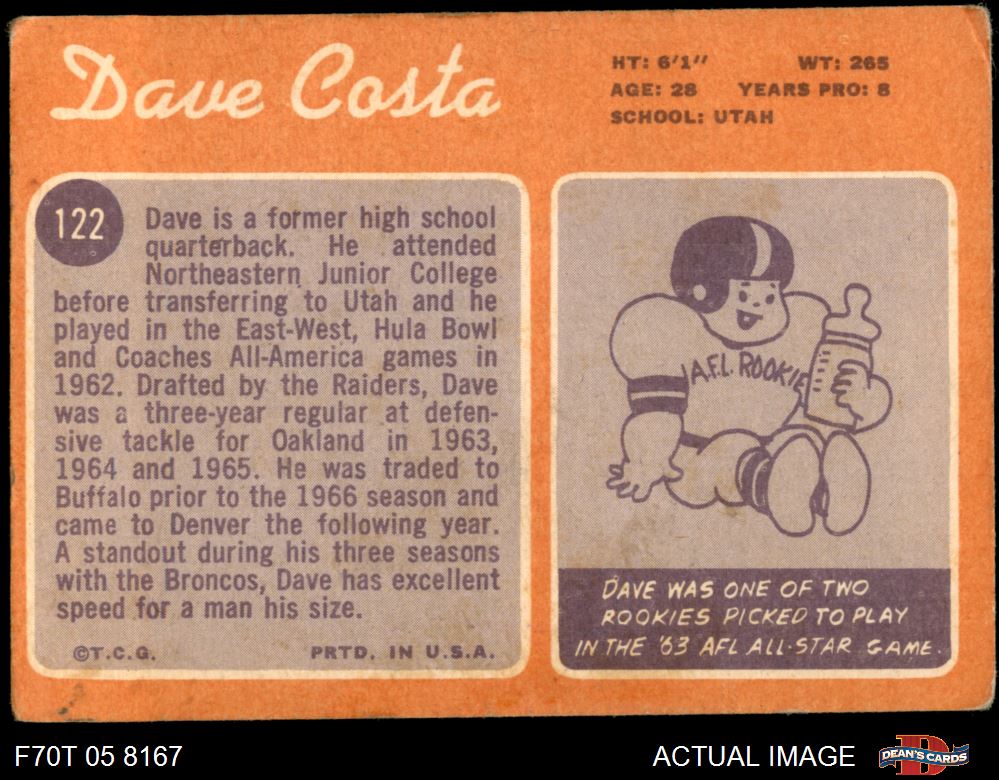 Dave Costa
HT: 6'1" WT: 265
AGE: 28 YEARS PRO: 8
SCHOOL: UTAH
122
Dave is a former high school
quarterback. He attended
Northeastern Junior College
before transferring to Utah and he
played in the East-West, Hula Bowl
and Coaches All-America games in
1962. Drafted by the Raiders, Dave
was a three-year regular at defen-
sive tackle for Oakland in 1963,
1964 and 1965. He was traded to
Buffalo prior to the 1966 season and
came to Denver the following year.
A standout during his three seasons
with the Broncos, Dave has excellent
speed for a man his size.
©T.C.G. PRTD. IN U.S.A.
A.F.L. ROOKIE
DAVE WAS ONE OF TWO
ROOKIES PICKED TO PLAY
IN THE '63 AFL ALL-STAR GAME.
F70T 05 8167
ACTUAL IMAGE
D
DEAN'S CARDS